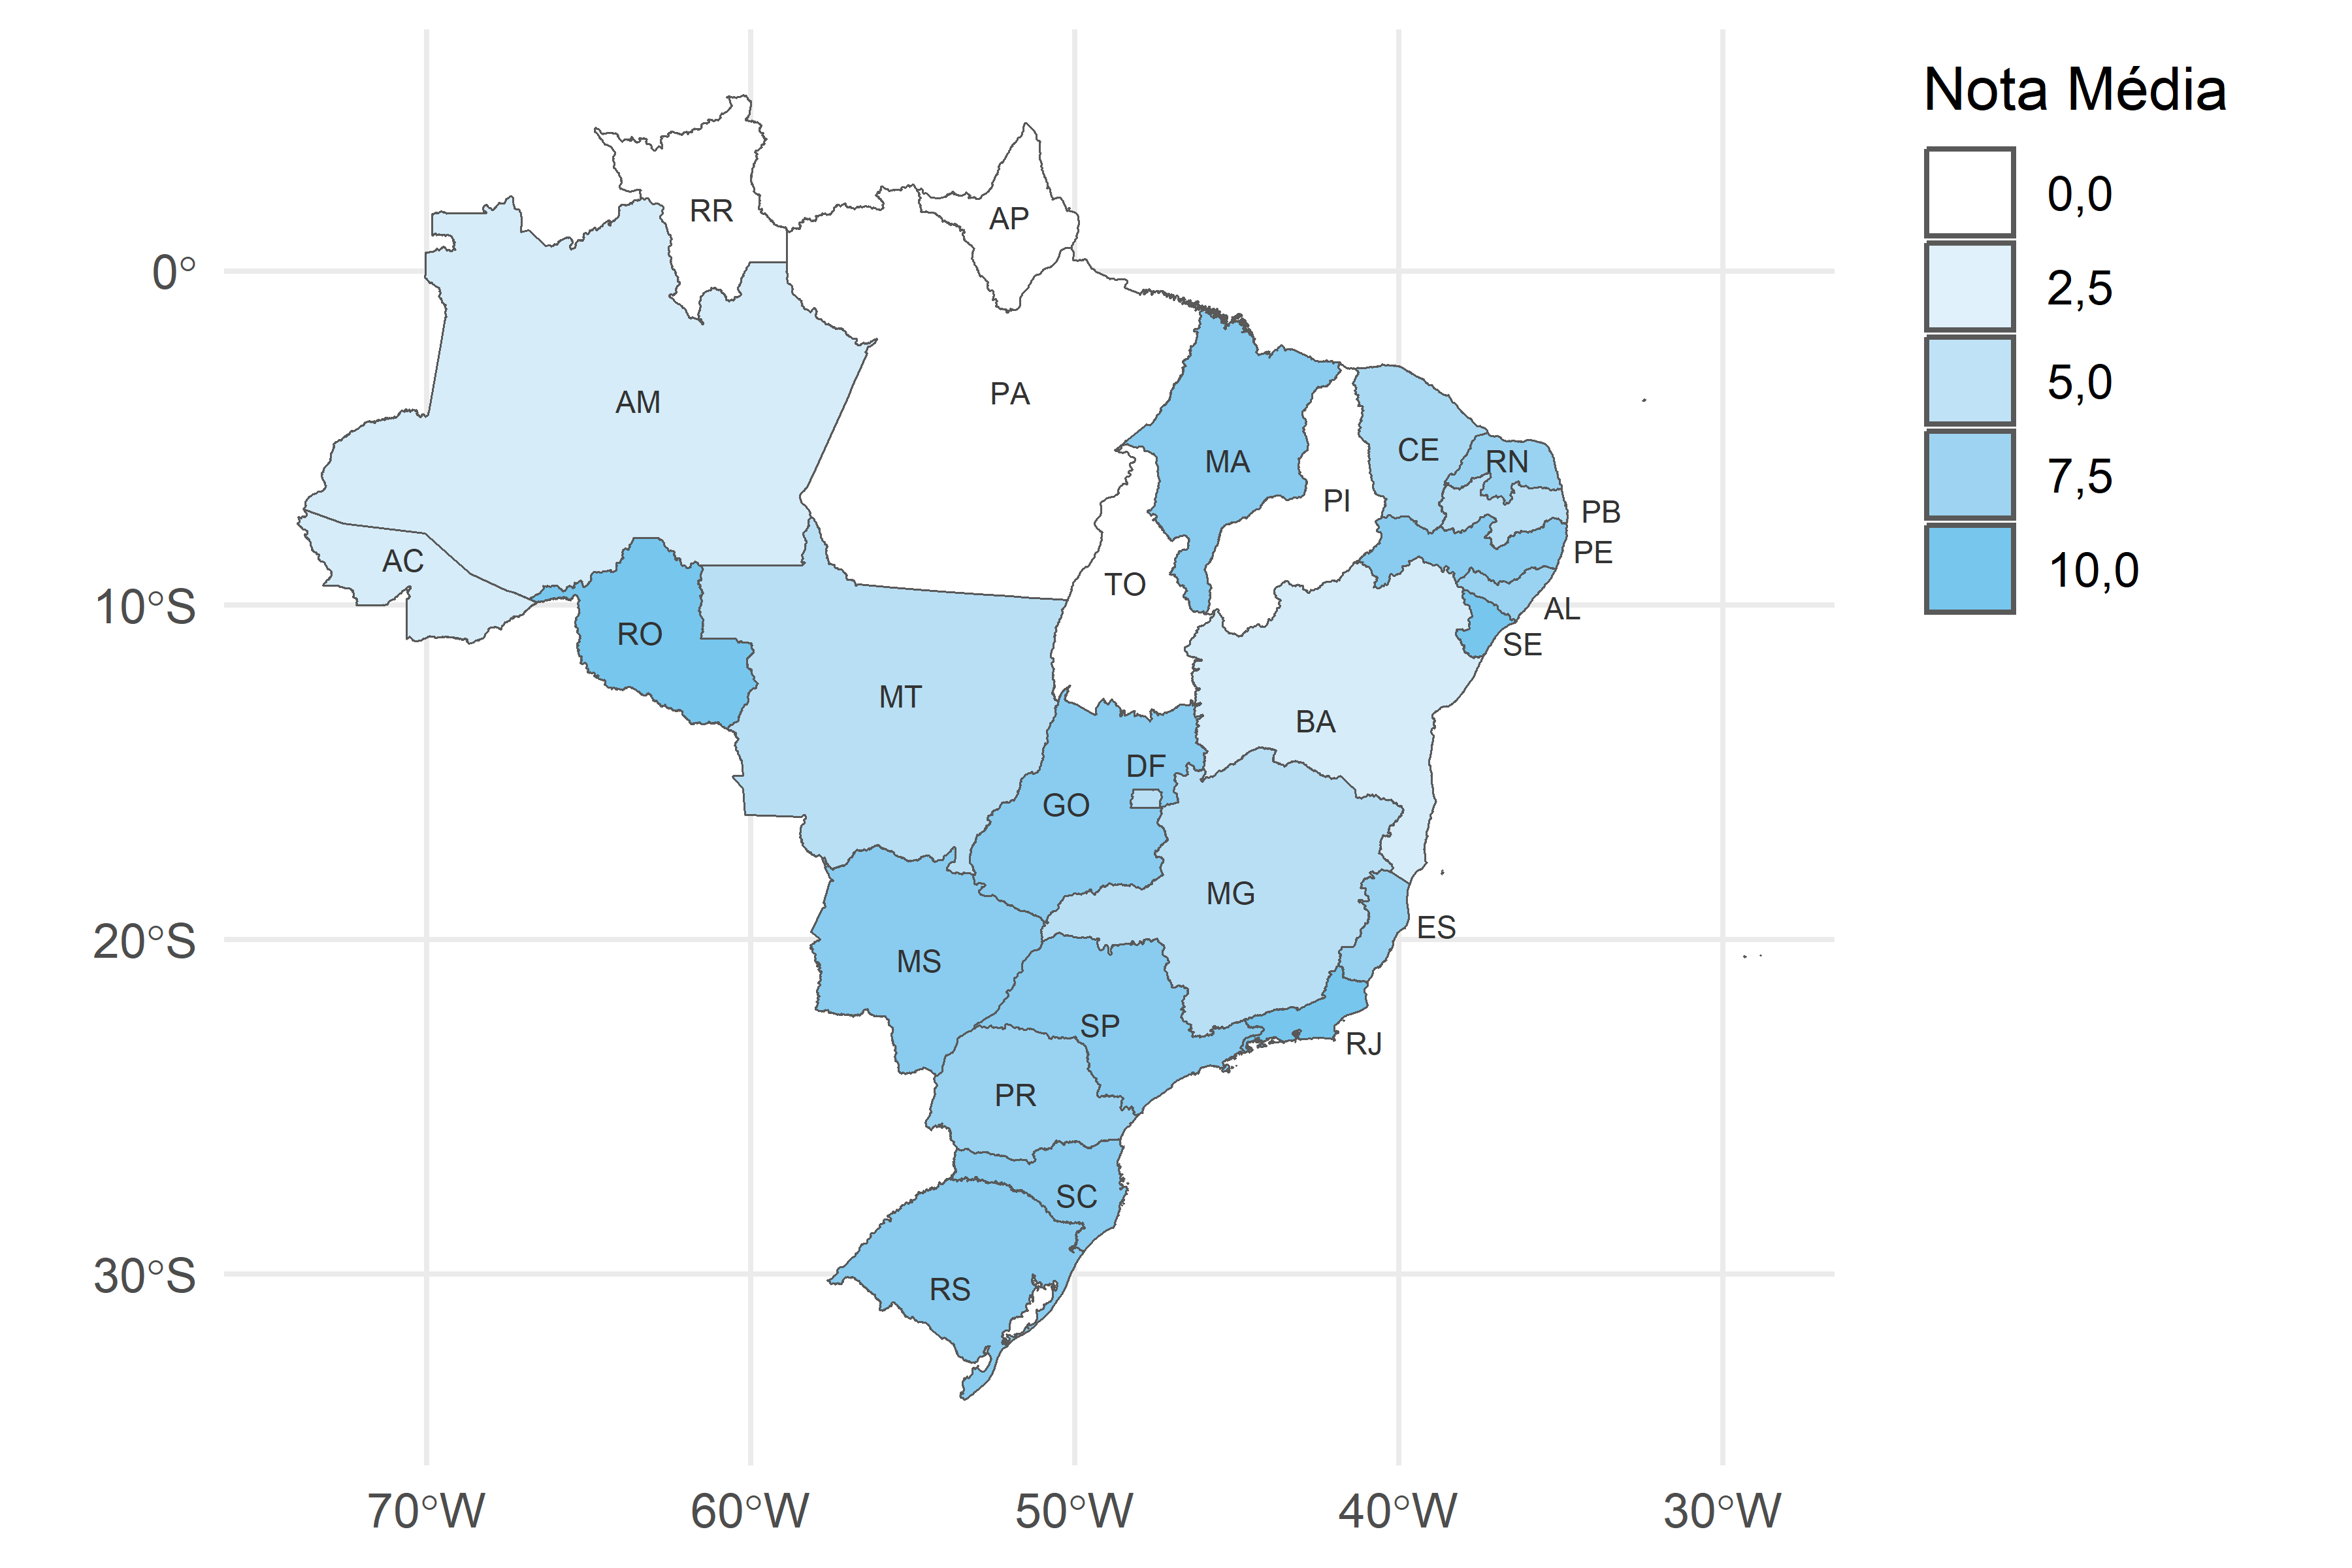 Nota Média
0,0
2,5
5,0
7,5
10,0
0°
10°S
20°S
30°S
70°W
60°W
50°W
40°W
30°W
RR
AP
AM
PA
MA
CE
RN
PI
PB
PE
AC
TO
AL
RO
SE
MT
BA
DF
GO
MG
ES
MS
SP
RJ
PR
SC
RS